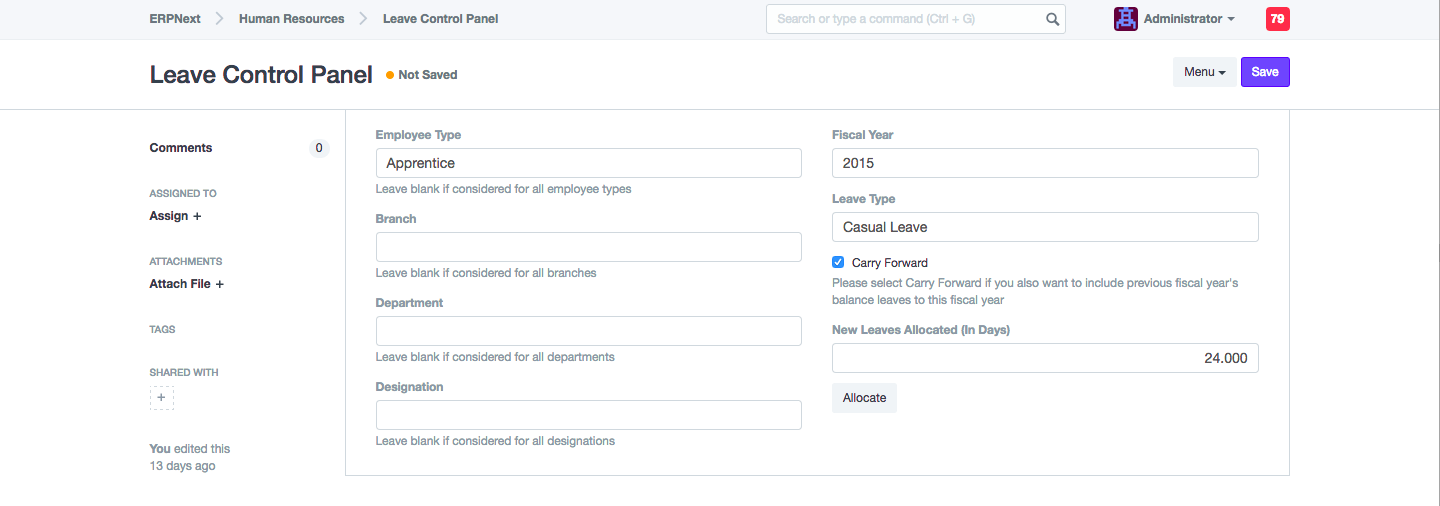 ERPNext
Human Resources
Leave Control Panel
Search or type a command (Ctrl + G)
Administrator
79
Leave Control Panel
Not Saved
Menu
Save
Comments
0
ASSIGNED TO
Assign +
ATTACHMENTS
Attach File +
TAGS
SHARED WITH
+
You edited this
13 days ago
Employee Type
Apprentice
Leave blank if considered for all employee types
Branch
Leave blank if considered for all branches
Department
Leave blank if considered for all departments
Designation
Leave blank if considered for all designations
Fiscal Year
2015
Leave Type
Casual Leave
Carry Forward
Please select Carry Forward if you also want to include previous fiscal year's
balance leaves to this fiscal year
New Leaves Allocated (In Days)
24.000
Allocate